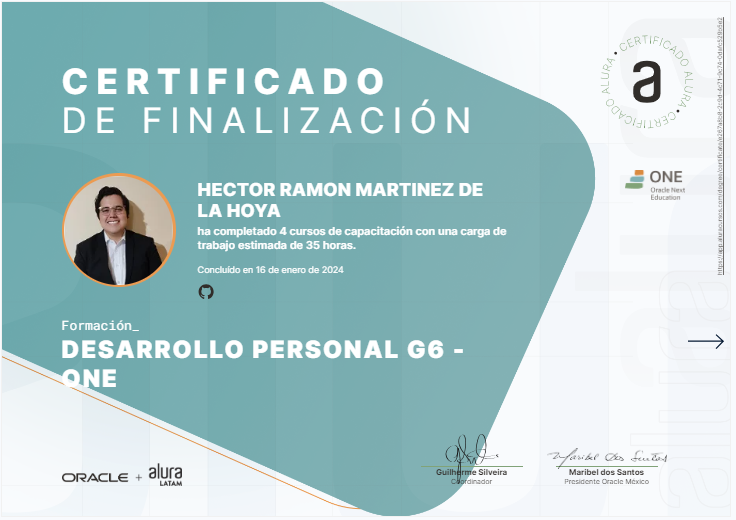 CERTIFICADO
DE FINALIZACIÓN
ALURA • CERTIFICADO ALURA • CERTIFICADO
a
ONE
Oracle Next
Education
HECTOR RAMON MARTINEZ DE
LA HOYA
ha completado 4 cursos de capacitación con una carga de
trabajo estimada de 35 horas.
Concluído en 16 de enero de 2024
Formación_
DESARROLLO PERSONAL G6 -
ONE
ORACLE + alura
LATAM
Guilherme Silveira
Coordinador
Maribel dos Santos
Maribel dos Santos
Presidente Oracle México
alura